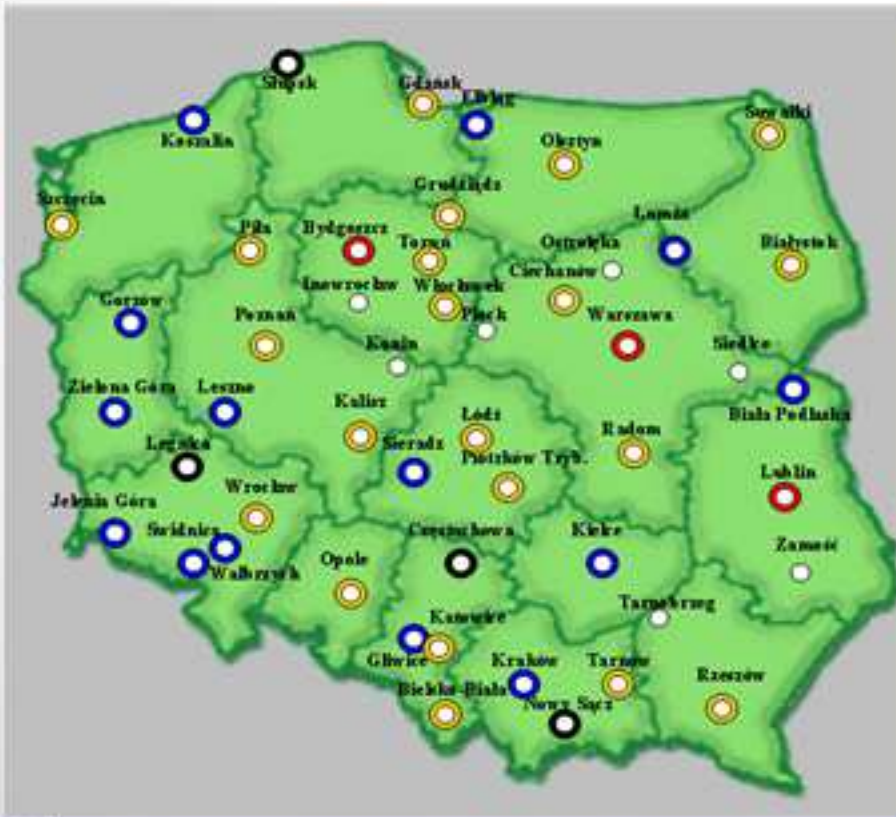 Słupsk
Gdańsk
Elbląg
Suwałki
Koszalin
Olsztyn
Szczecin
Grudziądz
Piła
Bydgoszcz
Toruń
Ostrołęka
Łomża
Białystok
Ciechanów
Inowrocław
Włocławek
Płock
Warszawa
Gorzów
Poznań
Konin
Siedlce
Zielona Góra
Leszno
Kalisz
Łódź
Biała Podlaska
Sieradz
Radom
Legnica
Piotrków Tryb.
Lublin
Jelenia Góra
Wrocław
Świdnica
Częstochowa
Kielce
Zamość
Wałbrzych
Opole
Tarnobrzeg
Katowice
Gliwice
Kraków
Tarnów
Rzeszów
Bielsko-Biała
Nowy Sącz